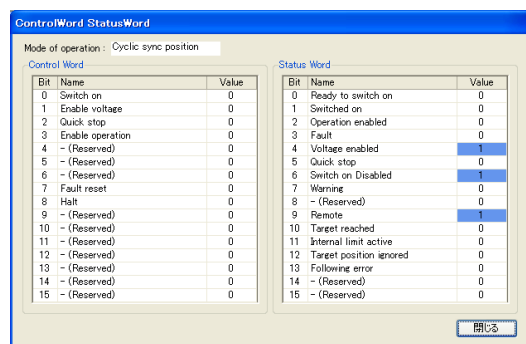 ControlWord StatusWord
Mode of operation : Cyclic sync position
Control Word
Bit Name Value
0 Switch on 0
1 Enable voltage 0
2 Quick stop 0
3 Enable operation 0
4 - (Reserved) 0
5 - (Reserved) 0
6 - (Reserved) 0
7 Fault reset 0
8 Halt 0
9 - (Reserved) 0
10 - (Reserved) 0
11 - (Reserved) 0
12 - (Reserved) 0
13 - (Reserved) 0
14 - (Reserved) 0
15 - (Reserved) 0
Status Word
Bit Name Value
0 Ready to switch on 0
1 Switched on 0
2 Operation enabled 0
3 Fault 0
4 Voltage enabled 1
5 Quick stop 0
6 Switch on Disabled 1
7 Warning 0
8 - (Reserved) 0
9 Remote 1
10 Target reached 0
11 Internal limit active 0
12 Target position ignored 0
13 Following error 0
14 - (Reserved) 0
15 - (Reserved) 0
閉じる